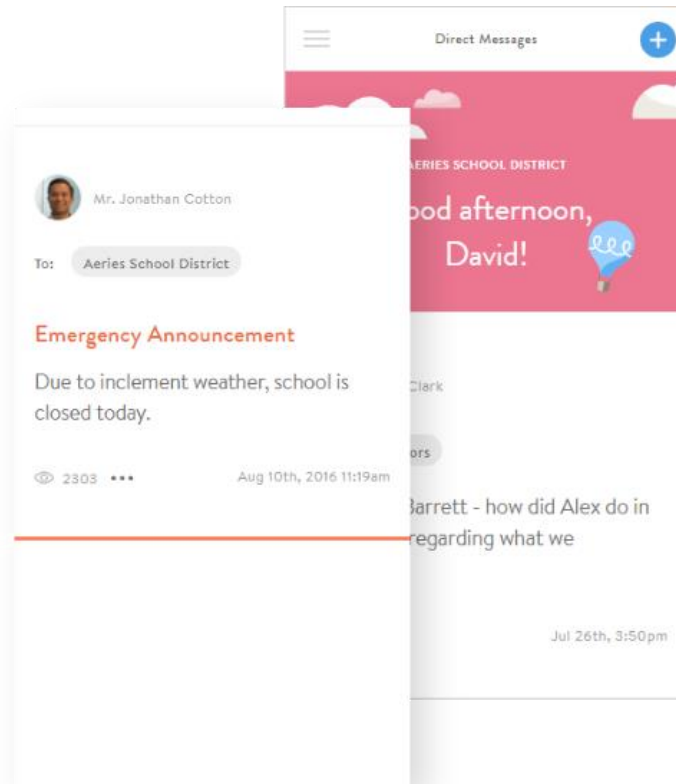 Direct Messages
AERIES SCHOOL DISTRICT
afternoon,
David!
Mr. Jonathan Cotton
To: Aeries School District
Emergency Announcement
Due to inclement weather, school is
closed today.
2303
Aug 10th, 2016 11:19am
Clark
Barrett - how did Alex do in
regarding what we
Jul 26th, 3:50pm